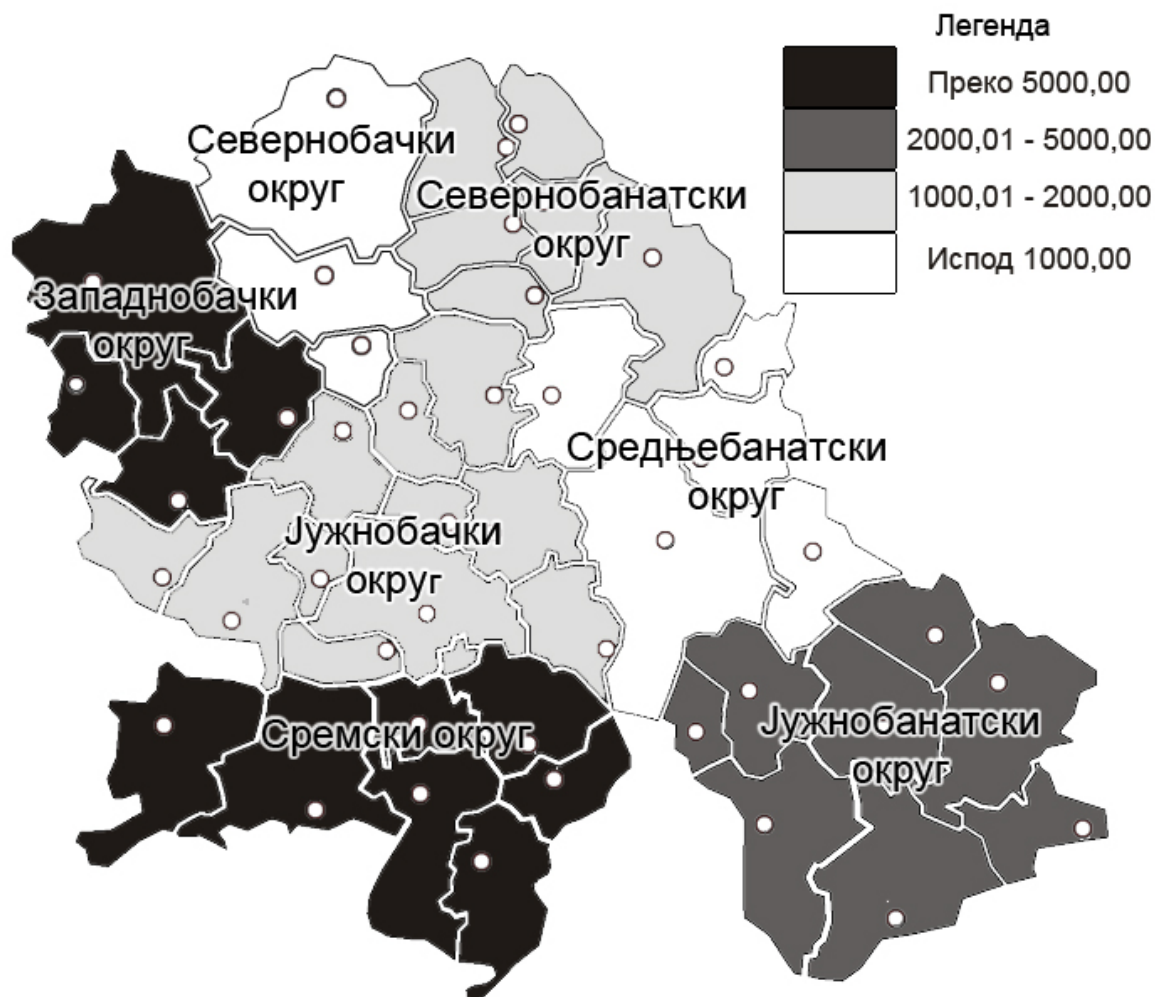 Легенда
Преко 5000,00
2000,01 - 5000,00
1000,01 - 2000,00
Испод 1000,00
Севернобачки
округ
Севернобанатски
округ
Западнобачки
округ
Средњебанатски
округ
Јужнобачки
округ
Сремски округ
Јужнобанатски
округ